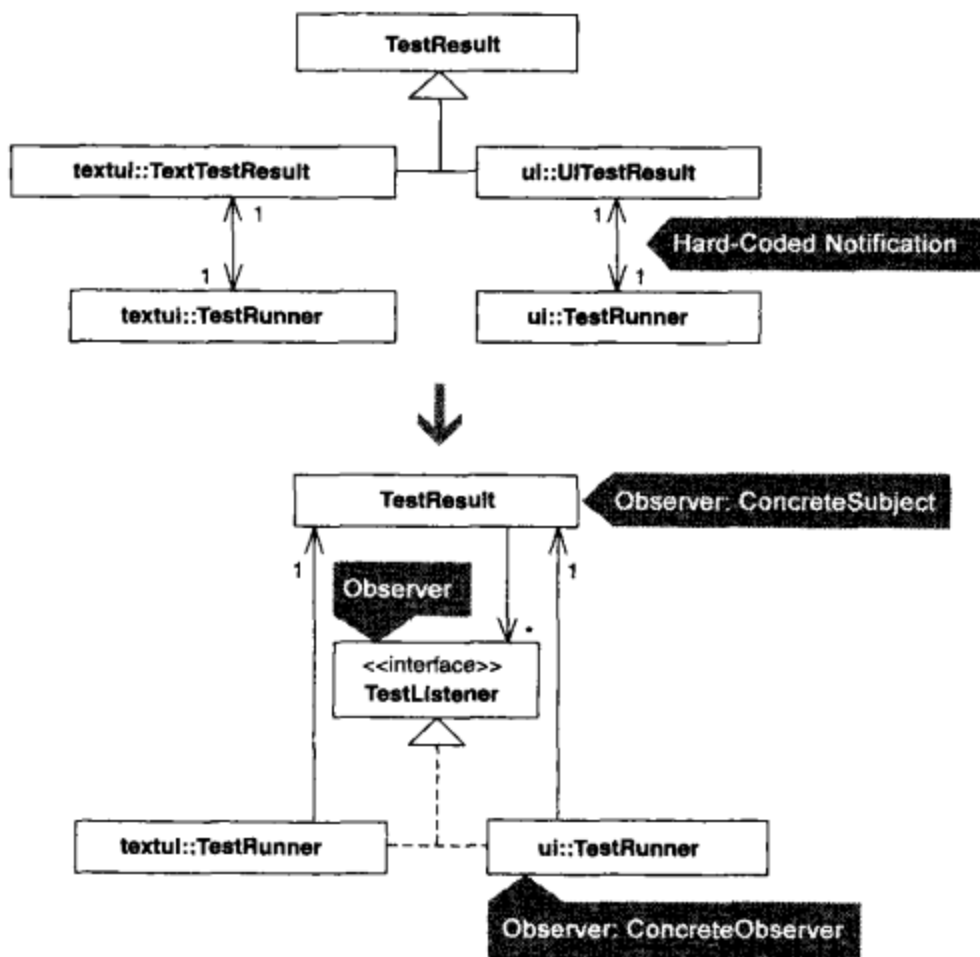 TestResult
textui::TextTestResult
ui::UITestResult
1
1
Hard-Coded Notification
1
1
textui::TestRunner
ui::TestRunner
TestResult
Observer: ConcreteSubject
1
1
Observer
*
<<interface>>
TestListener
textui::TestRunner
ui::TestRunner
Observer: ConcreteObserver